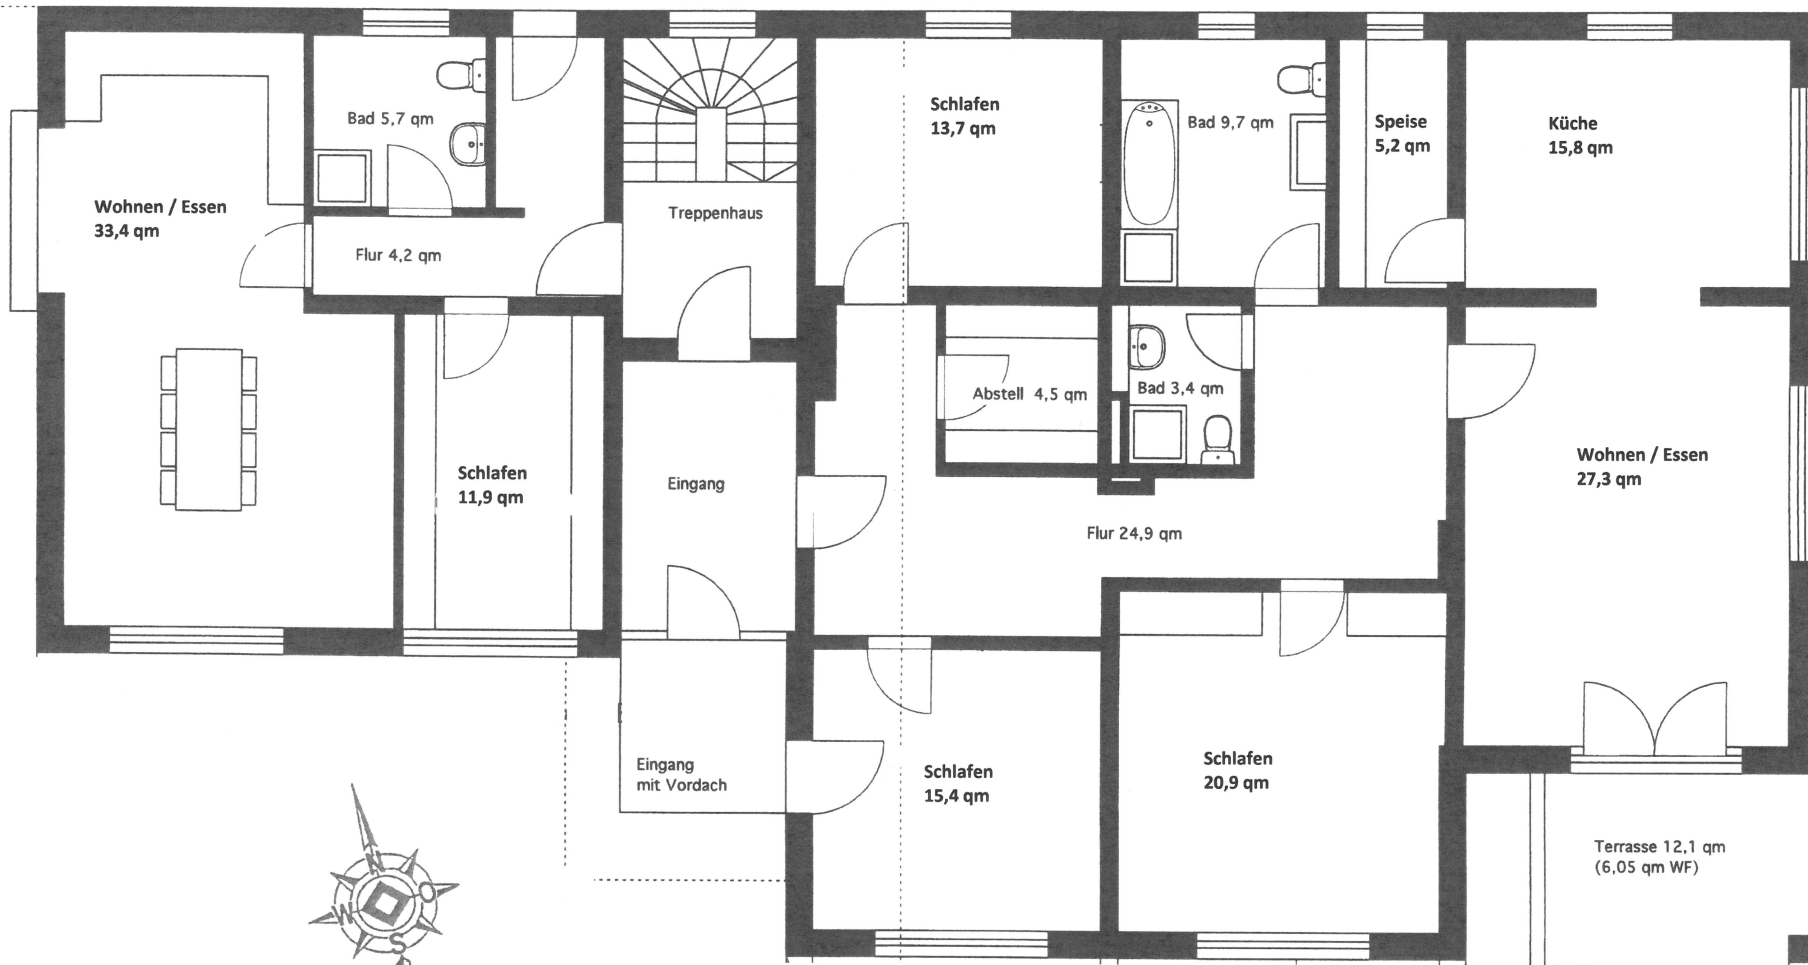 Bad 5,7 qm
Wohnen / Essen
33,4 qm
Flur 4,2 qm
Schlafen
11,9 qm
Treppenhaus
Eingang
Eingang
mit Vordach
Schlafen
13,7 qm
Bad 9,7 qm
Speise
5,2 qm
Küche
15,8 qm
Abstell 4,5 qm
Bad 3,4 qm
Flur 24,9 qm
Wohnen / Essen
27,3 qm
Schlafen
15,4 qm
Schlafen
20,9 qm
Terrasse 12,1 qm
(6,05 qm WF)
N
O
W
S